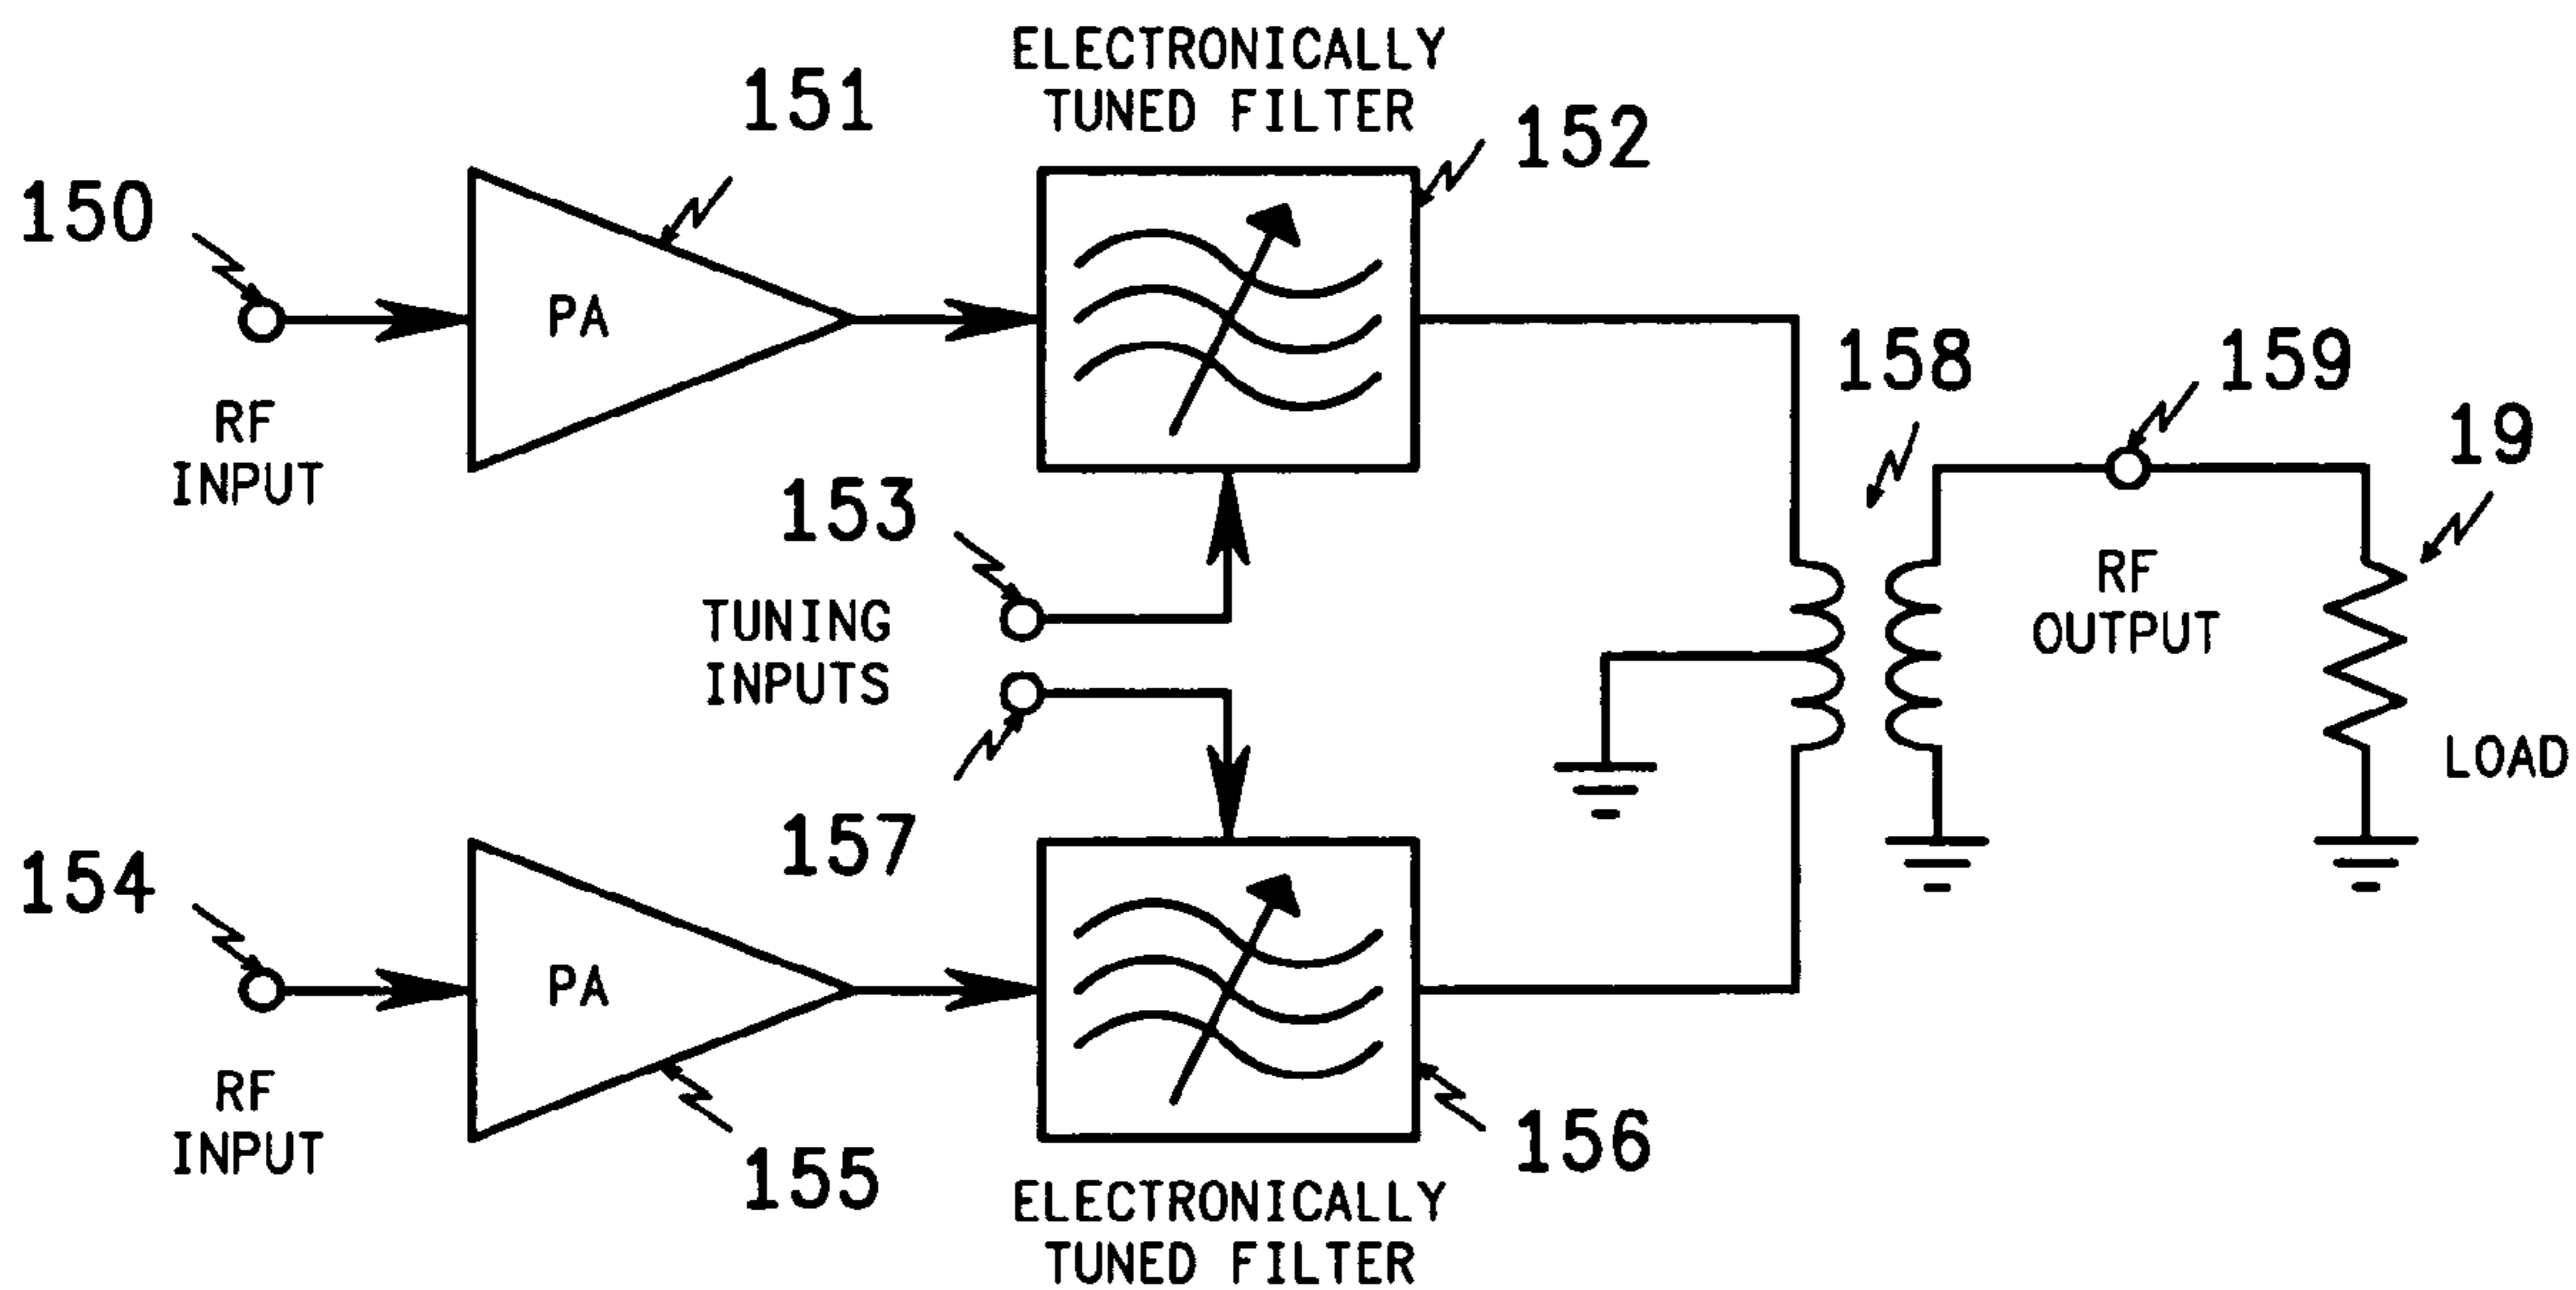 ELECTRONICALLY
TUNED FILTER
151
152
150
PA
RF
INPUT
158
159
19
153
TUNING
INPUTS
RF
OUTPUT
LOAD
157
154
PA
RF
INPUT
155
156
ELECTRONICALLY
TUNED FILTER